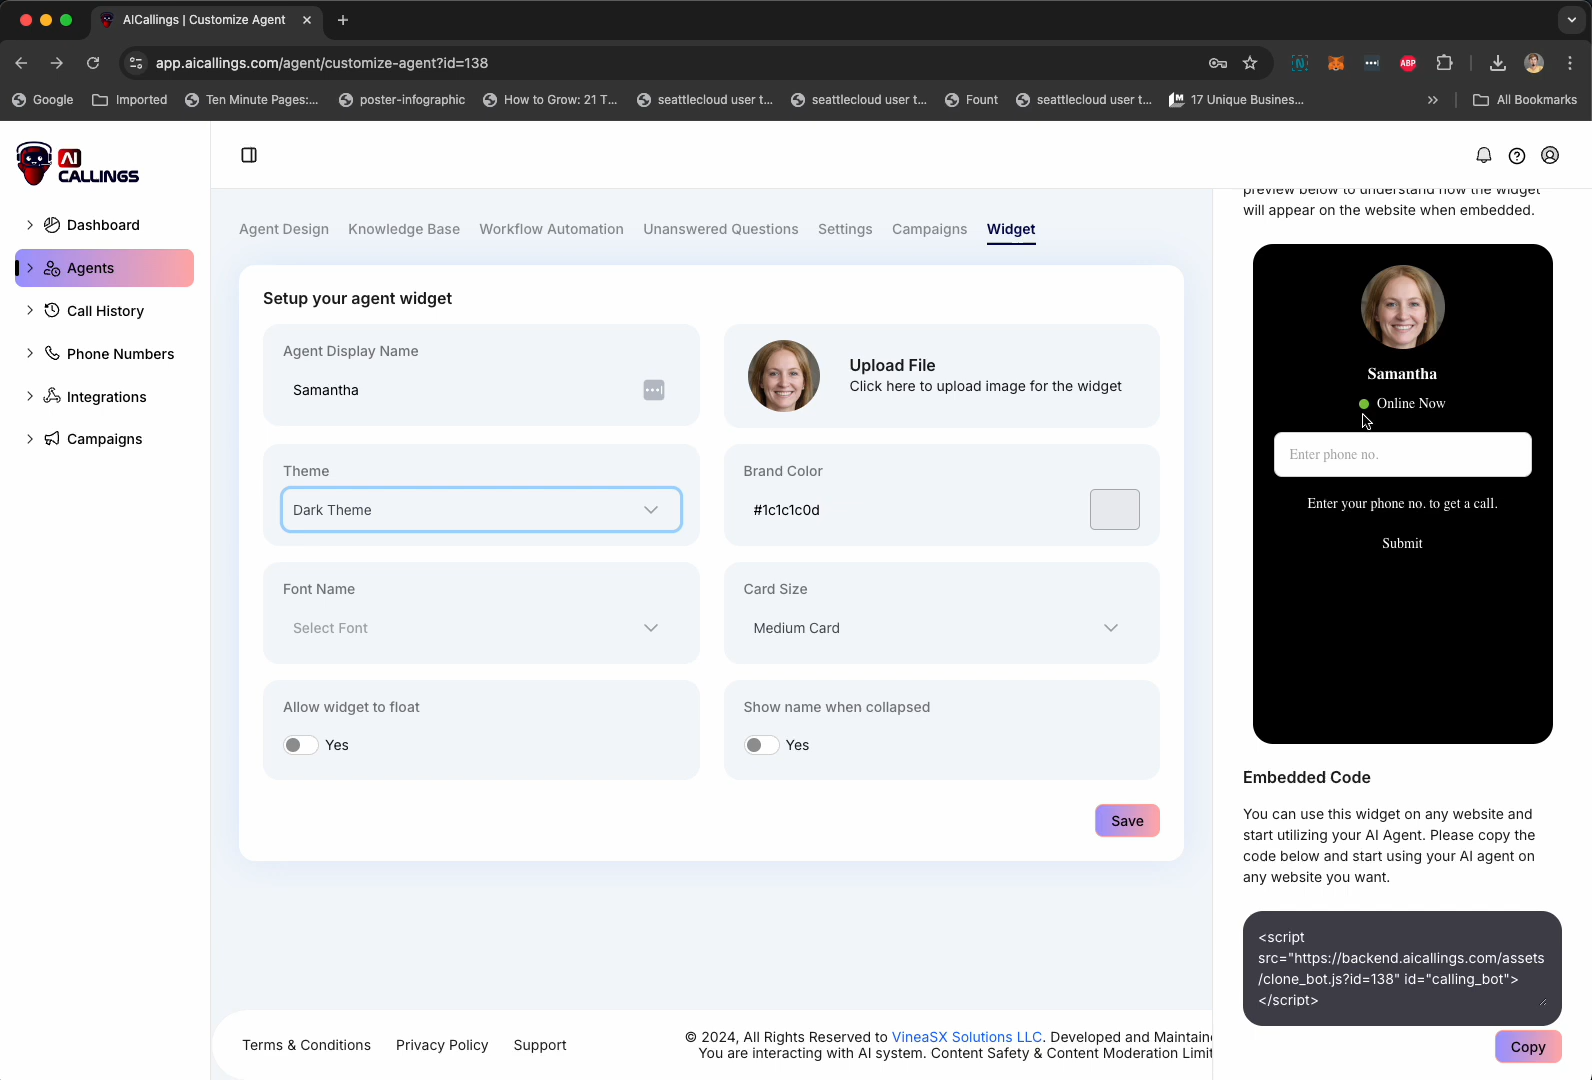 AICallings | Customize Agent
app.aicallings.com/agent/customize-agent?id=138
ABP
Google
Imported
Ten Minute Pages:...
poster-infographic
How to Grow: 21 T...
seattlecloud user t...
seattlecloud user t...
Fount
seattlecloud user t...
17 Unique Busines...
All Bookmarks
AI
CALLINGS
Dashboard
Agents
Call History
Phone Numbers
Integrations
Campaigns
Agent Design
Knowledge Base
Workflow Automation
Unanswered Questions
Settings
Campaigns
Widget
Setup your agent widget
Agent Display Name
Samantha
Upload File
Click here to upload image for the widget
Theme
Dark Theme
Brand Color
#1c1c1c0d
Font Name
Select Font
Card Size
Medium Card
Allow widget to float
Yes
Show name when collapsed
Yes
Save
preview below to understand how the widget
will appear on the website when embedded.
Samantha
Online Now
Enter phone no.
Enter your phone no. to get a call.
Submit
Embedded Code
You can use this widget on any website and
start utilizing your AI Agent. Please copy the
code below and start using your AI agent on
any website you want.
<script
src="https://backend.aicallings.com/assets
/clone_bot.js?id=138" id="calling_bot">
</script>
Copy
Terms & Conditions
Privacy Policy
Support
© 2024, All Rights Reserved to VineaSX Solutions LLC. Developed and Maintain
You are interacting with AI system. Content Safety & Content Moderation Limit